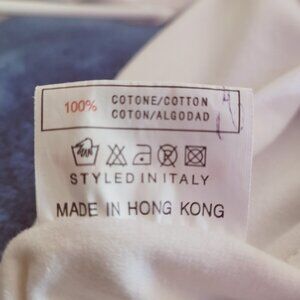 100% COTONE/COTTON
COTON/ALGODAD
STYLED IN ITALY
MADE IN HONG KONG